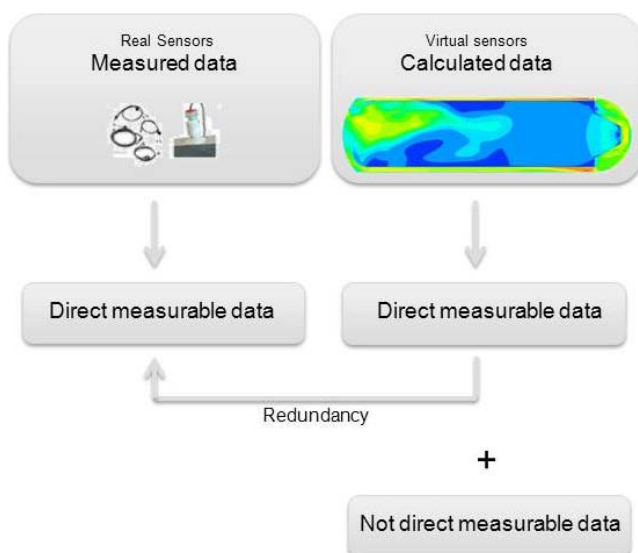 Real Sensors
Measured data
Virtual sensors
Calculated data
Direct measurable data
Direct measurable data
Redundancy
+
Not direct measurable data